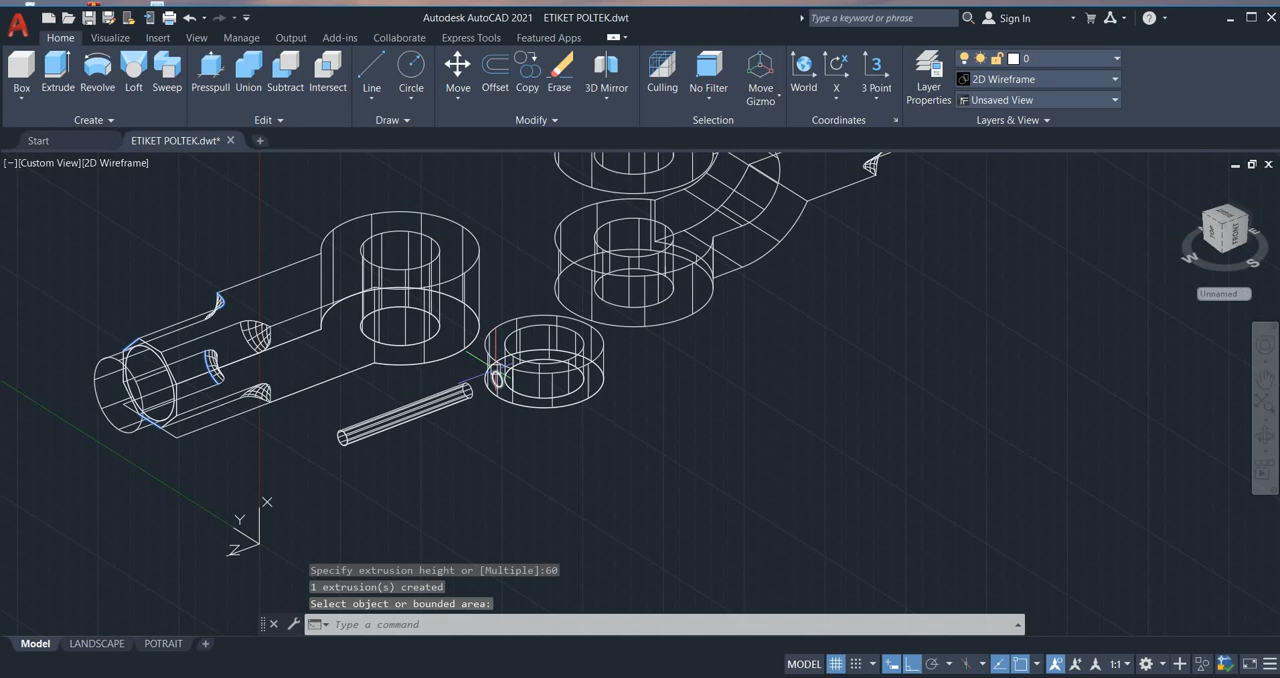 Autodesk AutoCAD 2021 ETIKET POLTEK.dwt
Type a keyword or phrase
Sign In
Home Visualize Insert View Manage Output Add-ins Collaborate Express Tools Featured Apps
Box Extrude Revolve Loft Sweep Presspull Union Subtract Intersect Line Circle Move Offset Copy Erase 3D Mirror Culling No Filter Move Gizmo World X 3 Point Layer Properties
0
2D Wireframe
Unsaved View
Create Edit Draw Modify Selection Coordinates Layers & View
Start ETIKET POLTEK.dwt*
[−][Custom View][2D Wireframe]
TOP
W
S
Unnamed
X
Y
Z
Specify extrusion height or [Multiple]:60
1 extrusion(s) created
Select object or bounded area:
Type a command
Model LANDSCAPE POTRAIT
MODEL 1:1